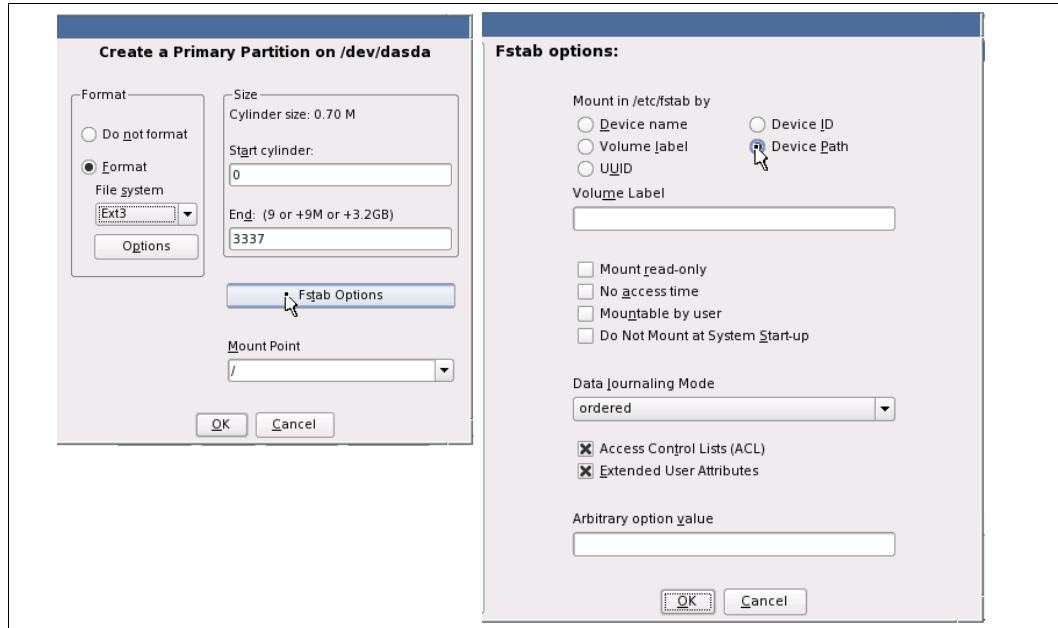 Create a Primary Partition on /dev/dasda
Format
Do not format
Format
File system
Ext3
Options
Size
Cylinder size: 0.70 M
Start cylinder:
0
End: (9 or +9M or +3.2GB)
3337
Fstab Options
Mount Point
/
OK
Cancel
Fstab options:
Mount in /etc/fstab by
Device name
Device ID
Volume label
Device Path
UUID
Volume Label
Mount read-only
No access time
Mountable by user
Do Not Mount at System Start-up
Data Journaling Mode
ordered
Access Control Lists (ACL)
Extended User Attributes
Arbitrary option value
OK
Cancel